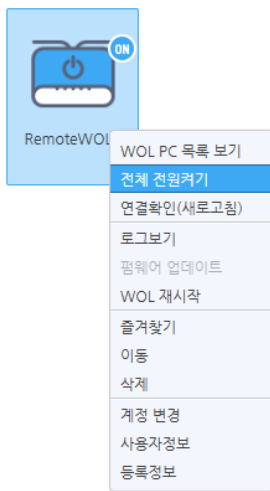 ON
RemoteWOL
WOL PC 목록 보기
전체 전원켜기
연결확인(새로고침)
로그보기
펌웨어 업데이트
WOL 재시작
즐겨찾기
이동
삭제
계정 변경
사용자정보
등록정보